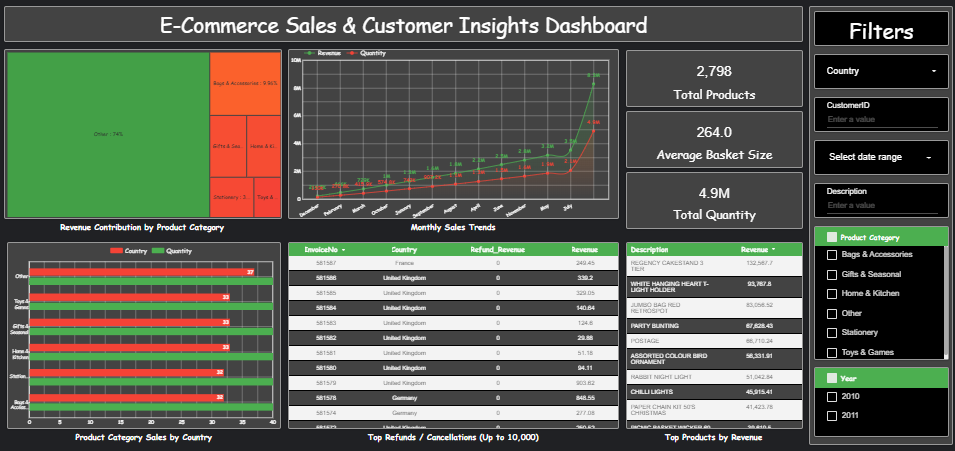 E-Commerce Sales & Customer Insights Dashboard
Filters
Other : 74%
Bags & Accessories : 9.96%
Gifts & Sea...
Home & Ki...
Stationery : 3...
Toys & ...
Revenue Contribution by Product Category
Revenue
Quantity
10M
8M
6M
4M
2M
0
December
February
March
October
January
September
August
April
June
November
May
July
Monthly Sales Trends
2,798
Total Products
264.0
Average Basket Size
4.9M
Total Quantity
Country
CustomerID
Enter a value
Select date range
Description
Enter a value
Product Category
Bags & Accessories
Gifts & Seasonal
Home & Kitchen
Other
Stationery
Toys & Games
Year
2010
2011
Country
Quantity
Other
37
Toys &
Games
33
Gifts &
Seasonal
33
Home &
Kitchen
33
Station...
32
Bags &
Access...
32
0 5 10 15 20 25 30 35 40
Product Category Sales by Country
InvoiceNo Country Refund_Revenue Revenue
581587 France 0 249.45
581586 United Kingdom 0 339.2
581585 United Kingdom 0 329.05
581584 United Kingdom 0 140.64
581583 United Kingdom 0 124.6
581582 United Kingdom 0 29.88
581581 United Kingdom 0 51.16
581580 United Kingdom 0 94.11
581579 United Kingdom 0 903.62
581578 Germany 0 848.55
581574 Germany 0 277.08
581573 United Kingdom 0
Top Refunds / Cancellations (Up to 10,000)
Description Revenue
REGENCY CAKESTAND 3
TIER
132,567.7
WHITE HANGING HEART T-
LIGHT HOLDER
93,767.8
JUMBO BAG RED
RETROSPOT
83,056.52
PARTY BUNTING 67,628.43
POSTAGE 66,710.24
ASSORTED COLOUR BIRD
ORNAMENT
56,331.91
RABBIT NIGHT LIGHT 51,042.84
CHILLI LIGHTS 45,915.41
PAPER CHAIN KIT 50'S
CHRISTMAS
41,423.78
PICNIC BASKET WICKER 60
Top Products by Revenue